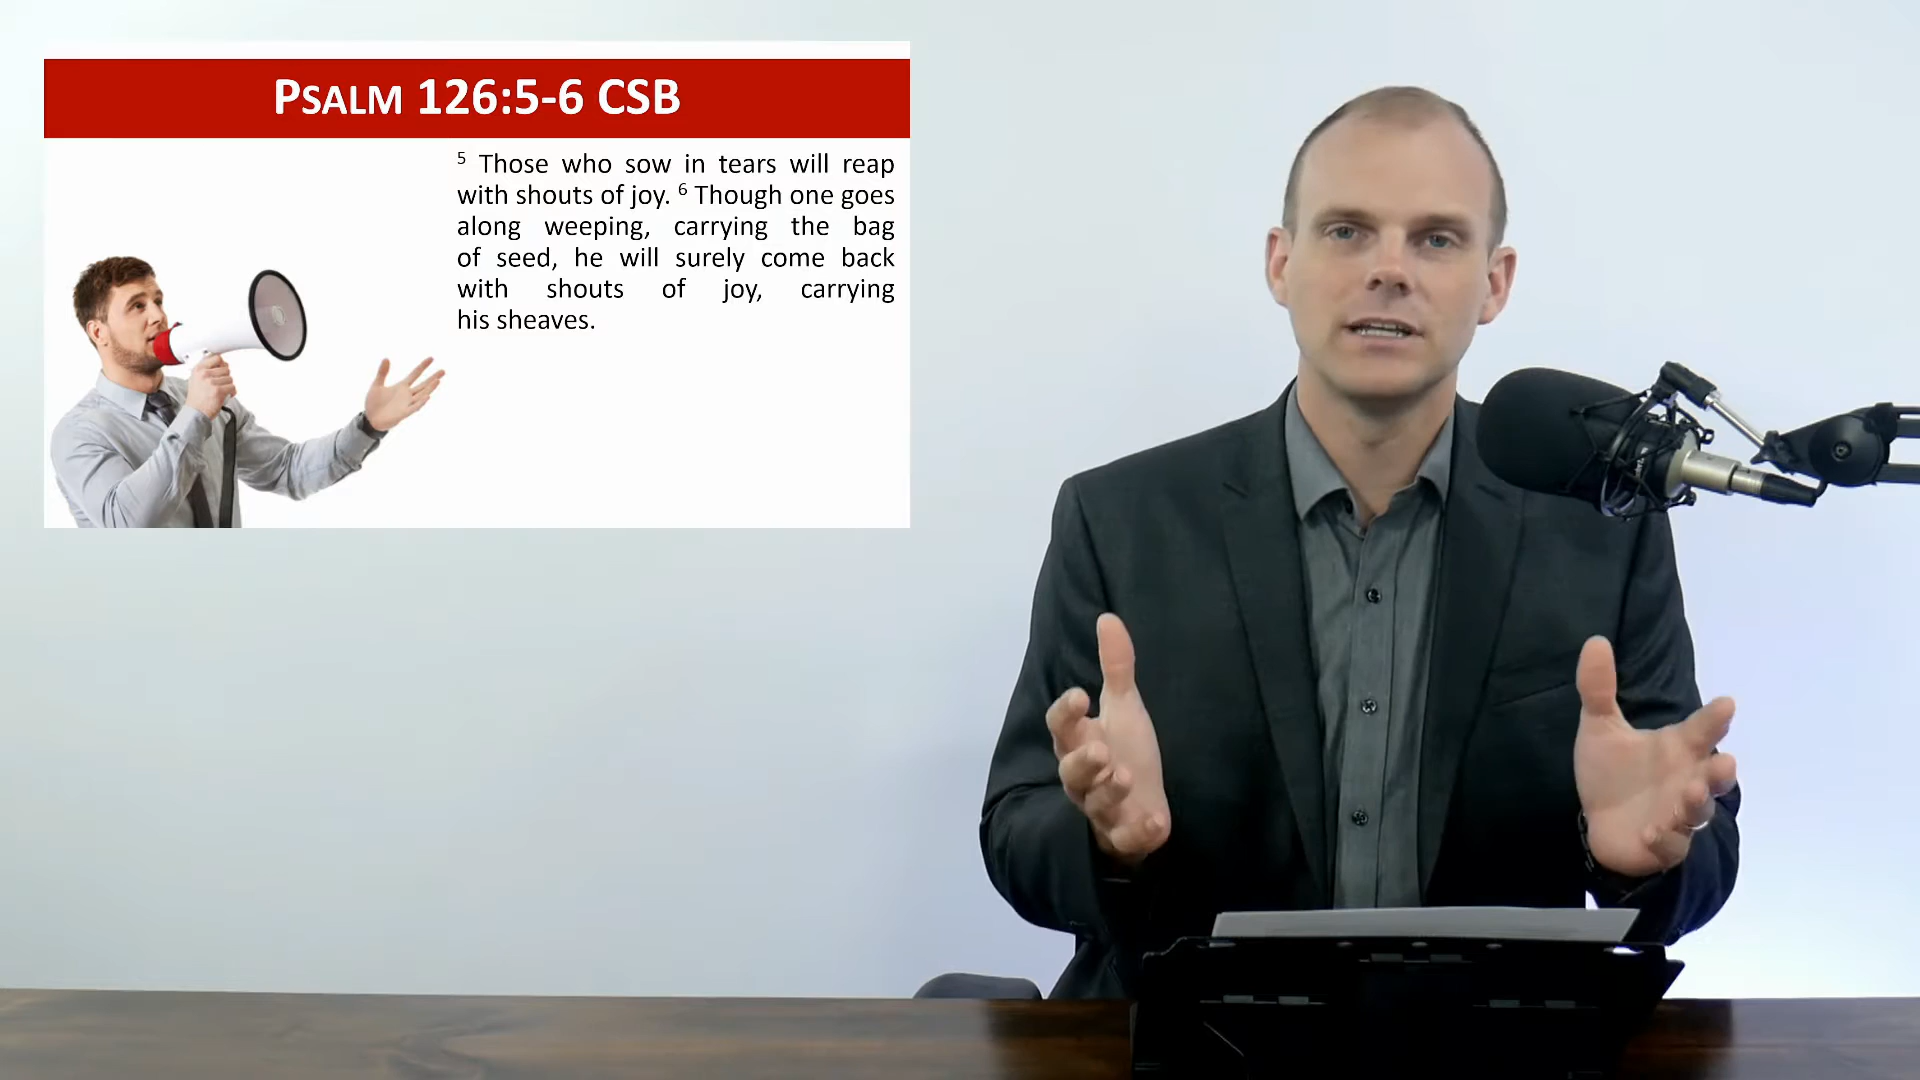 PSALM 126:5-6 CSB
5 Those who sow in tears will reap
with shouts of joy. 6 Though one goes
along weeping, carrying the bag
of seed, he will surely come back
with shouts of joy, carrying
his sheaves.